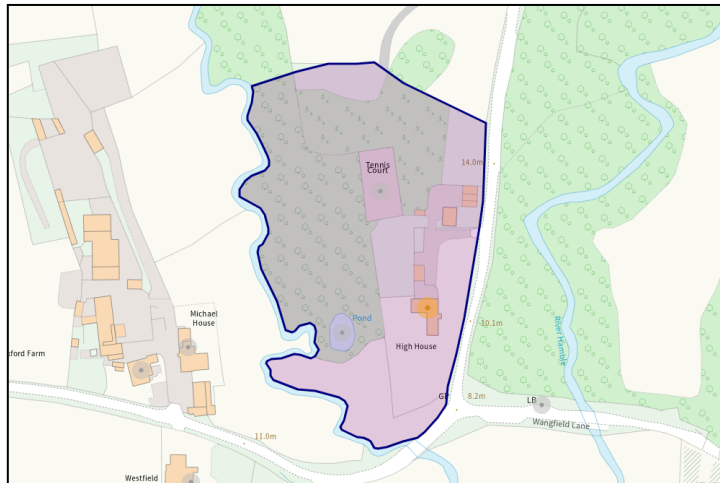 Tennis
Court
14.0m
Michael
House
Pond
10.1m
River Hamble
High House
xford Farm
GP
8.2m
LB
Wangfield Lane
11.0m
Westfield